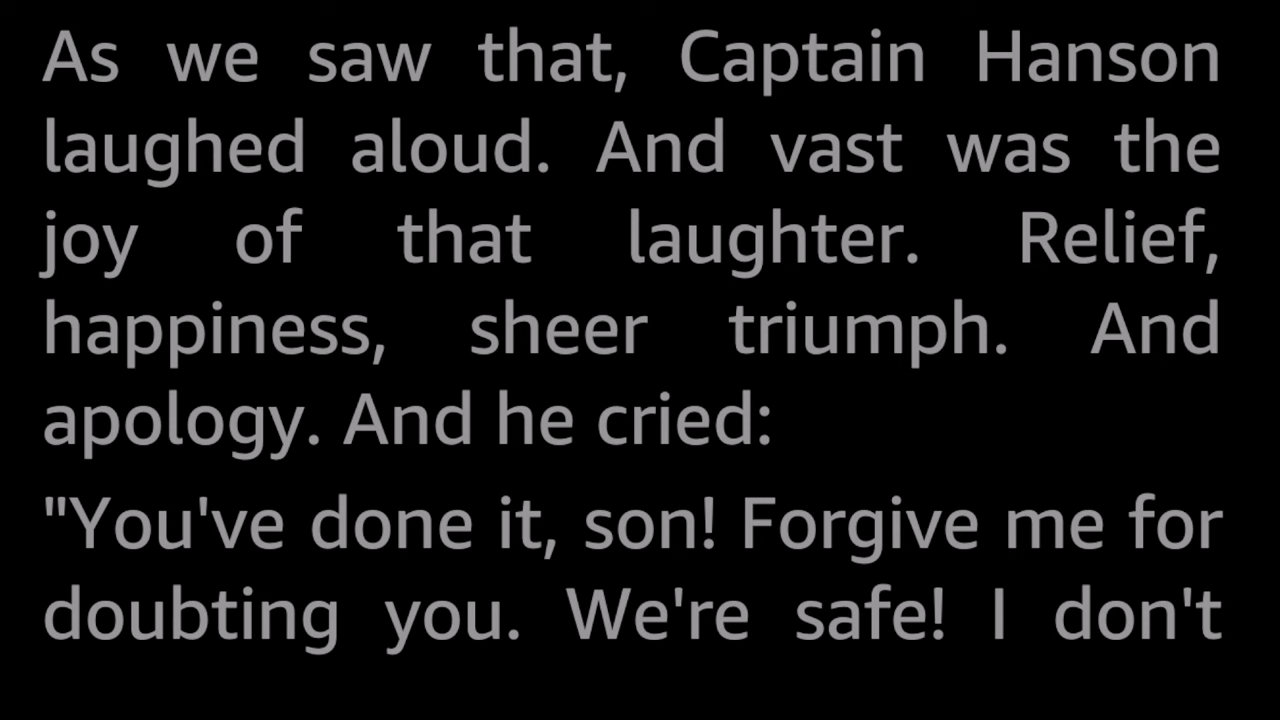 As we saw that, Captain Hanson
laughed aloud. And vast was the
joy of that laughter. Relief,
happiness, sheer triumph. And
apology. And he cried:
"You've done it, son! Forgive me for
doubting you. We're safe! I don't